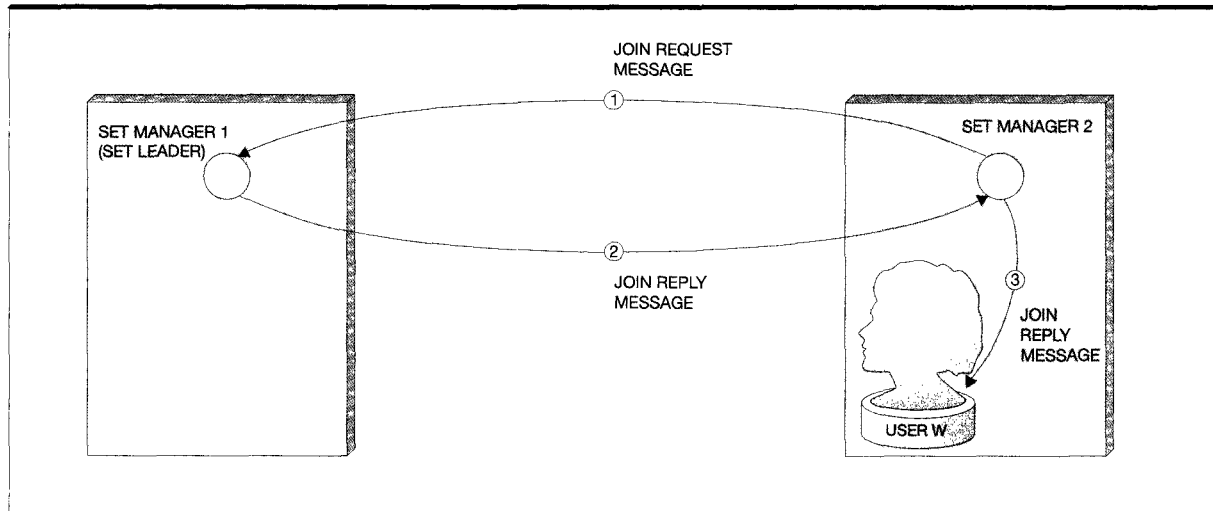 JOIN REQUEST
MESSAGE
1
SET MANAGER 1
(SET LEADER)
SET MANAGER 2
2
JOIN REPLY
MESSAGE
3
JOIN
REPLY
MESSAGE
USER W